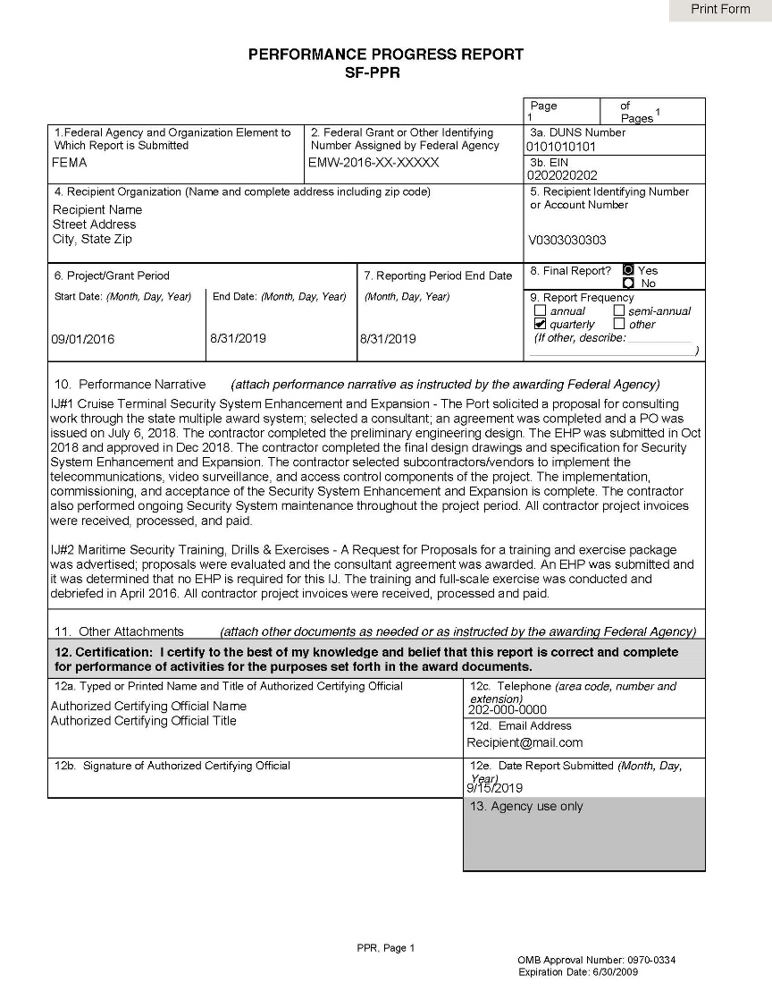 Print Form
PERFORMANCE PROGRESS REPORT
SF-PPR
Page
1
of
Pages 1
1.Federal Agency and Organization Element to
Which Report is Submitted
FEMA
2. Federal Grant or Other Identifying
Number Assigned by Federal Agency
EMW-2016-XX-XXXXX
3a. DUNS Number
0101010101
3b. EIN
0202020202
4. Recipient Organization (Name and complete address including zip code)
Recipient Name
Street Address
City, State Zip
5. Recipient Identifying Number
or Account Number
V0303030303
6. Project/Grant Period
Start Date: (Month, Day, Year)
09/01/2016
End Date: (Month, Day, Year)
8/31/2019
7. Reporting Period End Date
(Month, Day, Year)
8/31/2019
8. Final Report? Yes
No
9. Report Frequency
annual semi-annual
quarterly other
(If other, describe: ___________
____________________________)
10. Performance Narrative (attach performance narrative as instructed by the awarding Federal Agency)
IJ#1 Cruise Terminal Security System Enhancement and Expansion - The Port solicited a proposal for consulting
work through the state multiple award system; selected a consultant; an agreement was completed and a PO was
issued on July 6, 2018. The contractor completed the preliminary engineering design. The EHP was submitted in Oct
2018 and approved in Dec 2018. The contractor completed the final design drawings and specification for Security
System Enhancement and Expansion. The contractor selected subcontractors/vendors to implement the
telecommunications, video surveillance, and access control components of the project. The implementation,
commissioning, and acceptance of the Security System Enhancement and Expansion is complete. The contractor
also performed ongoing Security System maintenance throughout the project period. All contractor project invoices
were received, processed, and paid.
IJ#2 Maritime Security Training, Drills & Exercises - A Request for Proposals for a training and exercise package
was advertised; proposals were evaluated and the consultant agreement was awarded. An EHP was submitted and
it was determined that no EHP is required for this IJ. The training and full-scale exercise was conducted and
debriefed in April 2016. All contractor project invoices were received, processed and paid.
11. Other Attachments (attach other documents as needed or as instructed by the awarding Federal Agency)
12. Certification: I certify to the best of my knowledge and belief that this report is correct and complete
for performance of activities for the purposes set forth in the award documents.
12a. Typed or Printed Name and Title of Authorized Certifying Official
Authorized Certifying Official Name
Authorized Certifying Official Title
12c. Telephone (area code, number and
extension)
202-000-0000
12d. Email Address
Recipient@mail.com
12b. Signature of Authorized Certifying Official
12e. Date Report Submitted (Month, Day,
Year)
9/15/2019
13. Agency use only
PPR, Page 1
OMB Approval Number: 0970-0334
Expiration Date: 6/30/2009